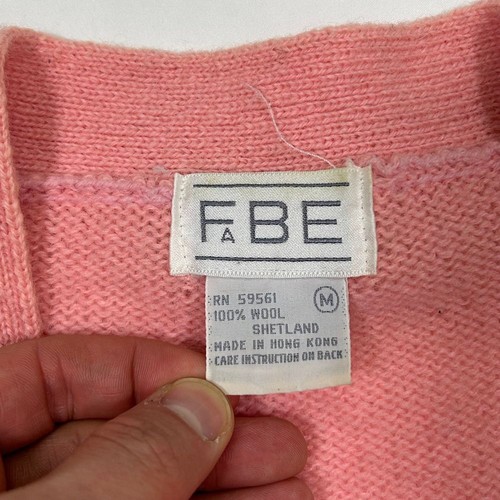 FABE
RN 59561 M
100% WOOL
SHETLAND
MADE IN HONG KONG
CARE INSTRUCTION ON BACK